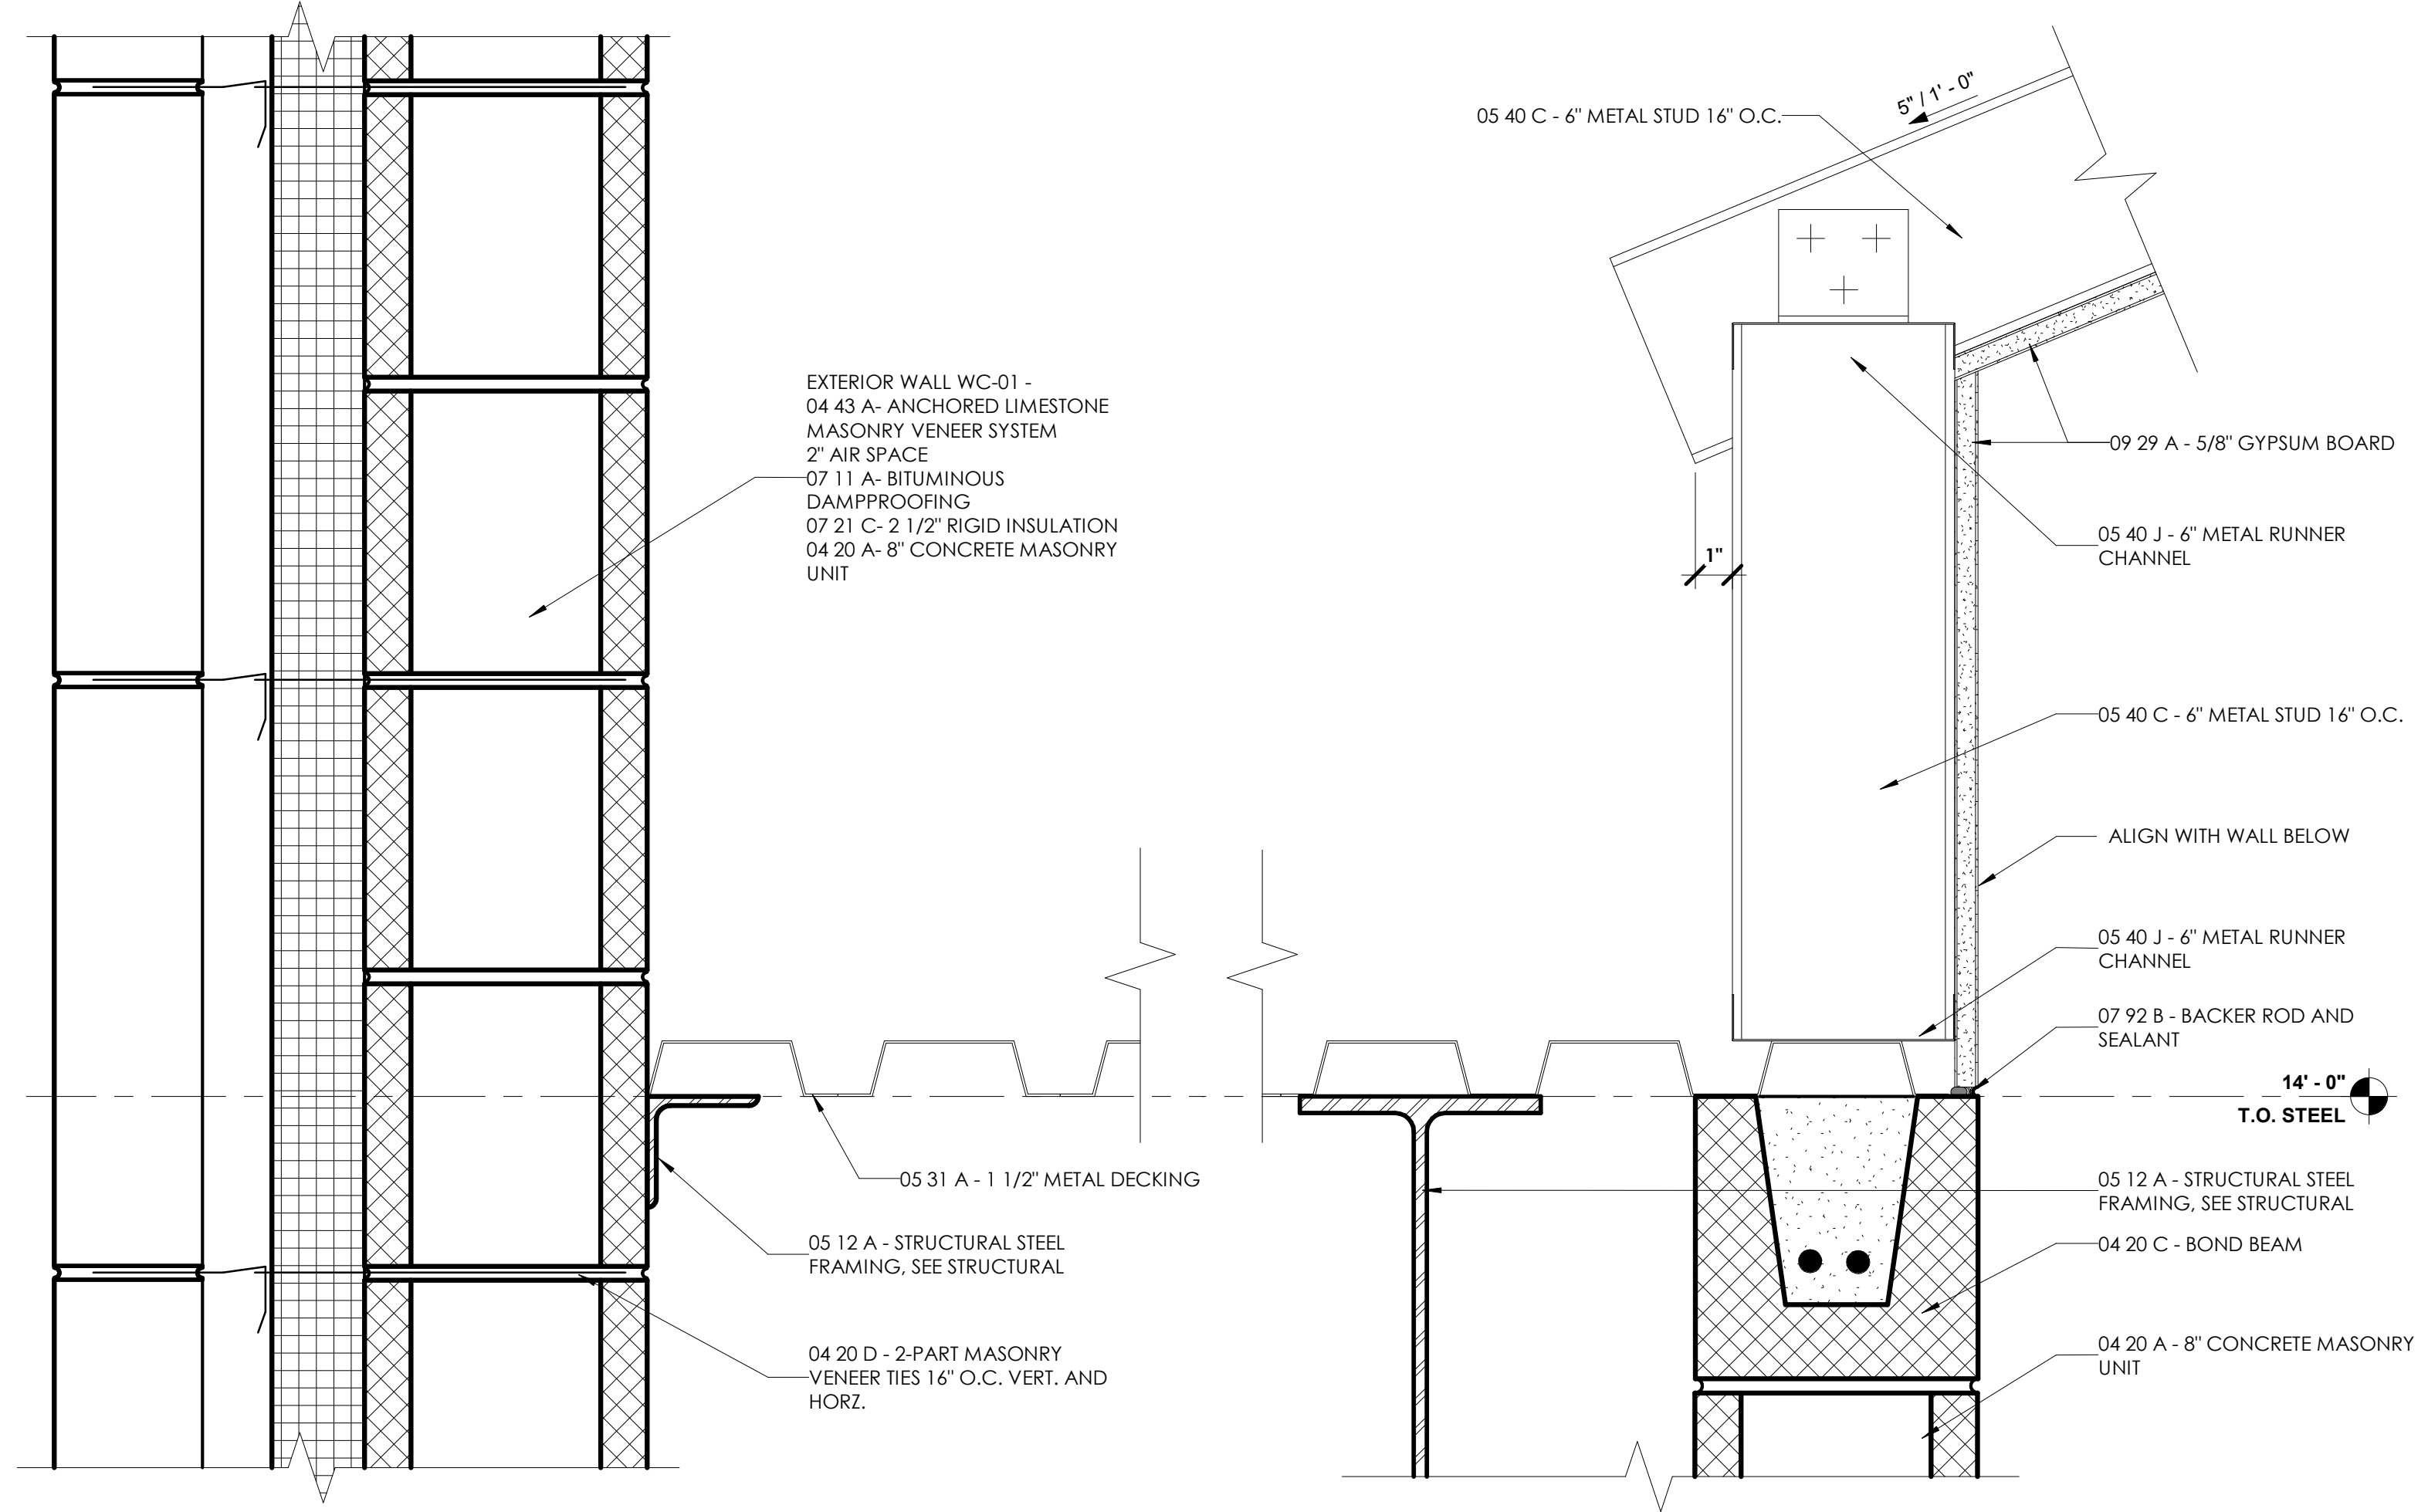 5" / 1' - 0"
05 40 C - 6" METAL STUD 16" O.C.
EXTERIOR WALL WC-01 -
04 43 A- ANCHORED LIMESTONE
MASONRY VENEER SYSTEM
2" AIR SPACE
07 11 A- BITUMINOUS
DAMPPROOFING
07 21 C- 2 1/2" RIGID INSULATION
04 20 A- 8" CONCRETE MASONRY
UNIT
09 29 A - 5/8" GYPSUM BOARD
05 40 J - 6" METAL RUNNER
CHANNEL
1"
05 40 C - 6" METAL STUD 16" O.C.
ALIGN WITH WALL BELOW
05 40 J - 6" METAL RUNNER
CHANNEL
07 92 B - BACKER ROD AND
SEALANT
14' - 0"
T.O. STEEL
05 31 A - 1 1/2" METAL DECKING
05 12 A - STRUCTURAL STEEL
FRAMING, SEE STRUCTURAL
05 12 A - STRUCTURAL STEEL
FRAMING, SEE STRUCTURAL
04 20 C - BOND BEAM
04 20 D - 2-PART MASONRY
VENEER TIES 16" O.C. VERT. AND
HORZ.
04 20 A - 8" CONCRETE MASONRY
UNIT